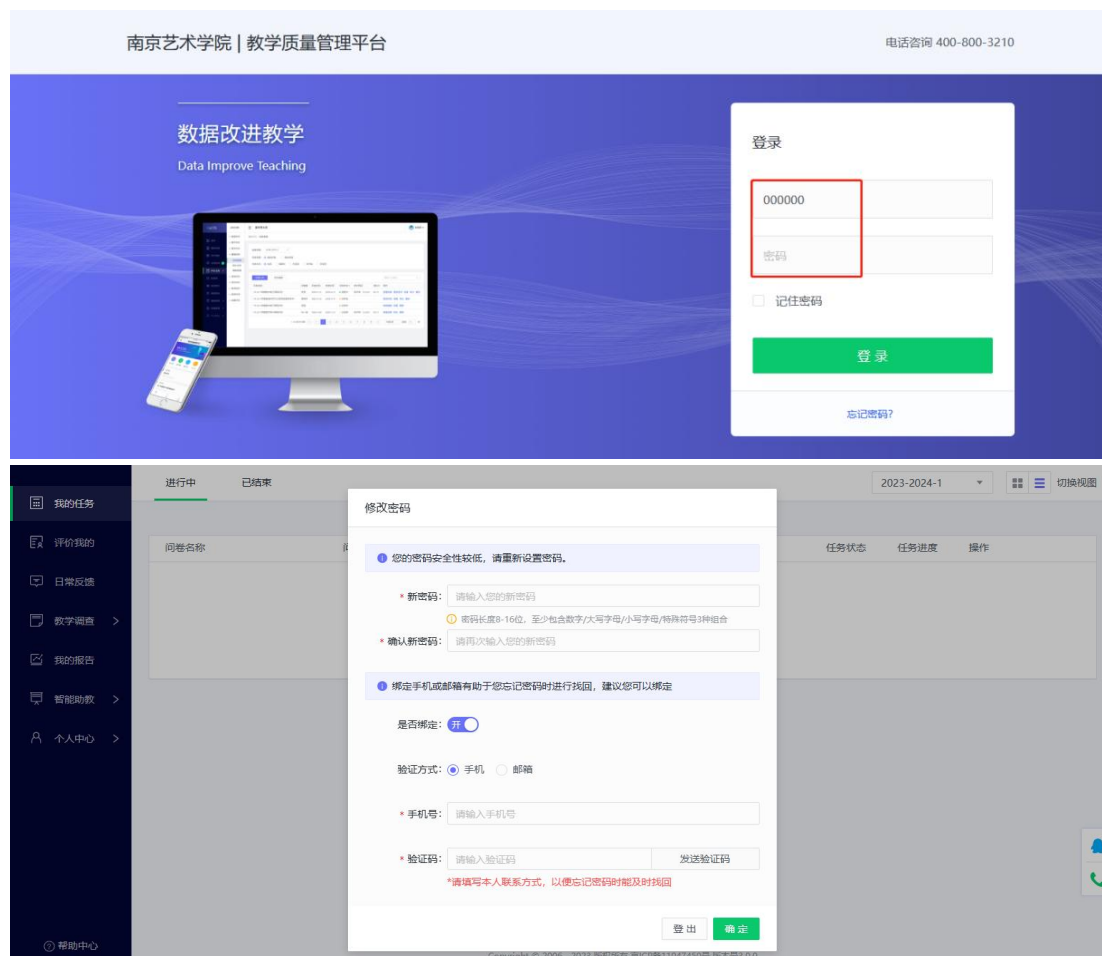 南京艺术学院 | 教学质量管理平台
电话咨询 400-800-3210
数据改进教学
Data Improve Teaching
登录
000000
密码
记住密码
登 录
忘记密码?
进行中 已结束
2023-2024-1
切换视图
我的任务
评价我的
日常反馈
教学调查
我的报告
智能助教
个人中心
帮助中心
问卷名称
任务状态 任务进度 操作
修改密码
您的密码安全性较低，请重新设置密码。
* 新密码： 请输入您的新密码
密码长度8-16位，至少包含数字/大写字母/小写字母/特殊符号3种组合
* 确认新密码： 请再次输入您的新密码
绑定手机或邮箱有助于您忘记密码时进行找回，建议您可以绑定
是否绑定： 开
验证方式： 手机 邮箱
* 手机号： 请输入手机号
* 验证码： 请输入验证码 发送验证码
*请填写本人联系方式，以便忘记密码时能及时找回
登 出 确 定